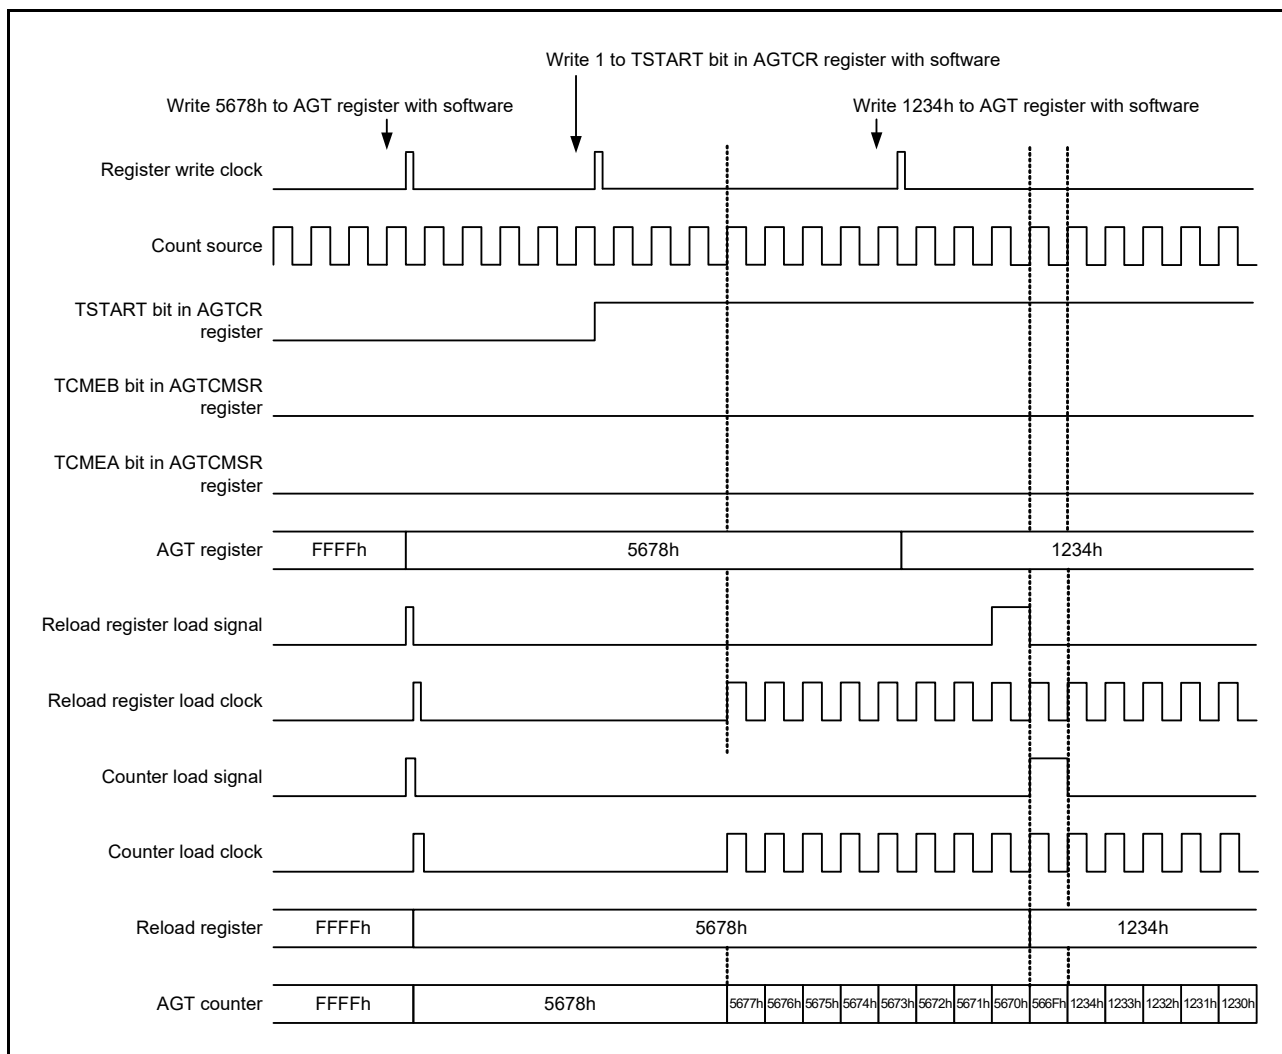 Write 1 to TSTART bit in AGTCR register with software
Write 5678h to AGT register with software
Write 1234h to AGT register with software
Register write clock
Count source
TSTART bit in AGTCR
register
TCMEB bit in AGTCMSR
register
TCMEA bit in AGTCMSR
register
AGT register FFFFh 5678h 1234h
Reload register load signal
Reload register load clock
Counter load signal
Counter load clock
Reload register FFFFh 5678h 1234h
AGT counter FFFFh 5678h 5677h 5676h 5675h 5674h 5673h 5672h 5671h 5670h 566Fh 1234h 1233h 1232h 1231h 1230h